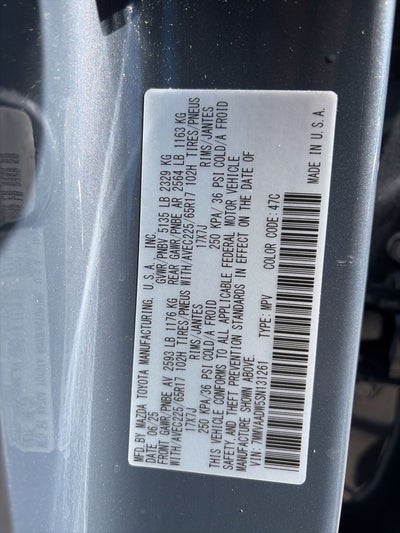 MFD BY MAZDA TOYOTA MANUFACTURING, U.S.A. INC
DATE: 06/25 GVWR/PNBV 5135 LB 2329 KG
FRONT GAWR/PNBE AV 2593 LB 1176 KG REAR GAWR/PNBE AR 2564 LB 1163 KG
WITH/AVEC225/65R17 102H TIRES/PNEUS WITH/AVEC225/65R17 102H TIRES/PNEUS
17X7J RIMS/JANTES 17X7J RIMS/JANTES
250 KPA/36 PSI COLD/A FROID 250 KPA/36 PSI COLD/A FROID
THIS VEHICLE CONFORMS TO ALL APPLICABLE FEDERAL MOTOR VEHICLE
SAFETY AND THEFT PREVENTION STANDARDS IN EFFECT ON THE DATE OF
MANUFACTURE SHOWN ABOVE.
VIN: 7MMVAADW5SN131261 TYPE: MPV COLOR CODE: 47C
MADE IN U.S.A.